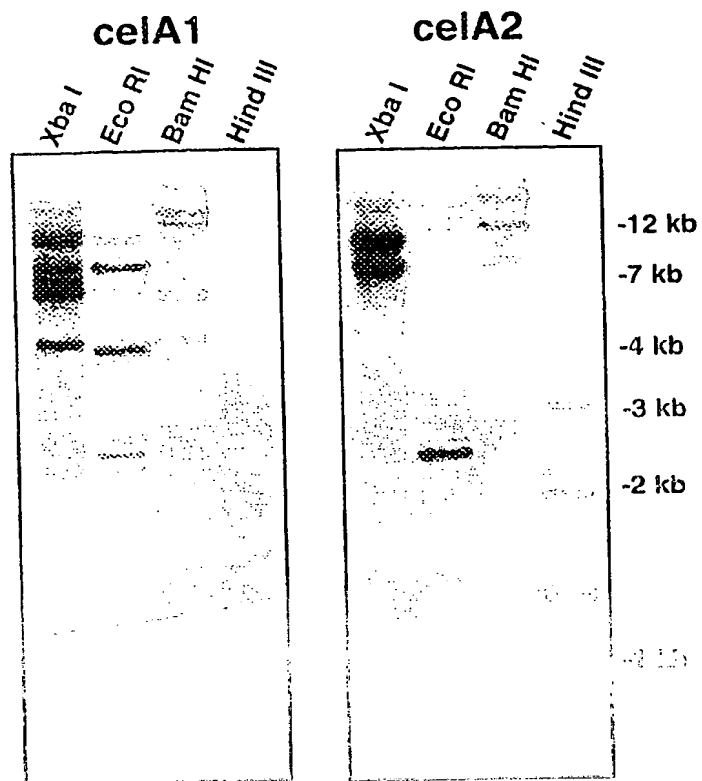 celA1
celA2
Xba I
Eco RI
Bam HI
Hind III
Xba I
Eco RI
Bam HI
Hind III
-12 kb
-7 kb
-4 kb
-3 kb
-2 kb